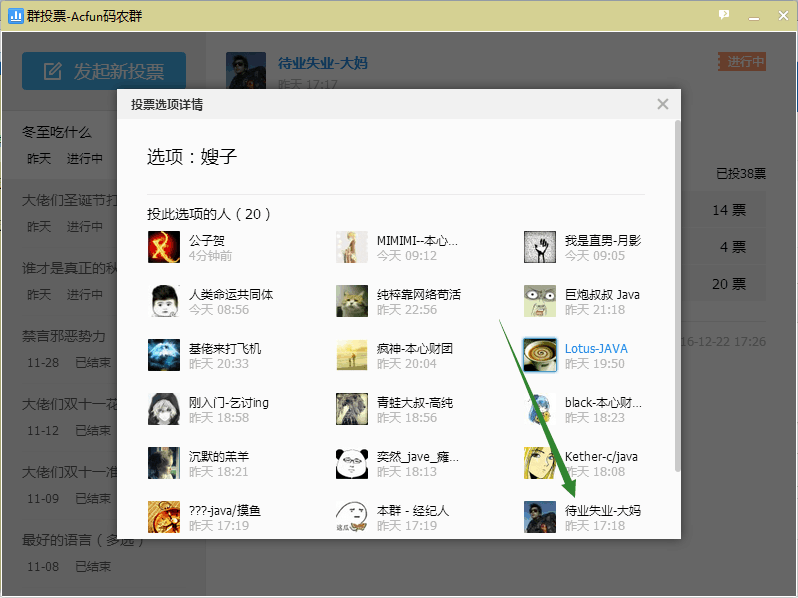 群投票-Acfun码农群
发起新投票
待业失业-大妈
昨天 17:17
进行中
投票选项详情
冬至吃什么
昨天 进行中
大佬们圣诞节打
昨天 进行中
谁才是真正的秋
昨天 进行中
禁言邪恶势力
11-28 已结束
大佬们双十一花
11-12 已结束
大佬们双十一准
11-09 已结束
最好的语言（多选）
11-08 已结束
选项：嫂子
投此选项的人（20）
公子贺
4分钟前
MIMIMI--本心...
今天 09:12
我是直男-月影
今天 09:05
人类命运共同体
今天 08:56
纯梓靠网络苟活
昨天 22:56
巨炮叔叔 Java
昨天 21:18
基佬来打飞机
昨天 20:33
疯神-本心财团
昨天 20:04
Lotus-JAVA
昨天 19:50
刚入门-乞讨ing
昨天 18:58
青蛙大叔-高纯
昨天 18:56
black-本心财...
昨天 18:23
沉默的羔羊
昨天 18:21
奕然_jave_瘫...
昨天 18:13
Kether-c/java
昨天 18:08
???-java/摸鱼
昨天 17:19
本群 - 经纪人
昨天 17:19
待业失业-大妈
昨天 17:18
已投38票
14 票
4 票
20 票
16-12-22 17:26